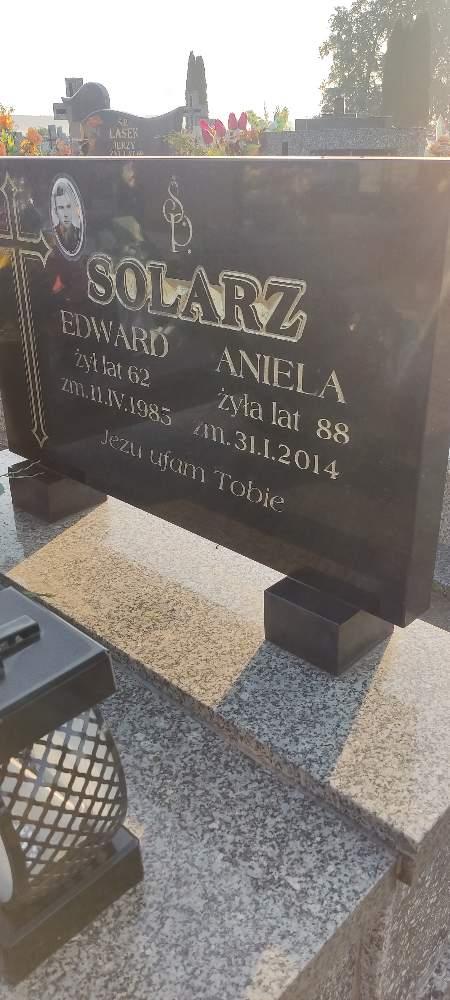 ŚP.
LASEK
JERZY
ŚP.
SOLARZ
EDWARD
żył lat 62
zm. 11.IV.1985
ANIELA
żyła lat 88
zm. 31.I.2014
Jezu ufam Tobie